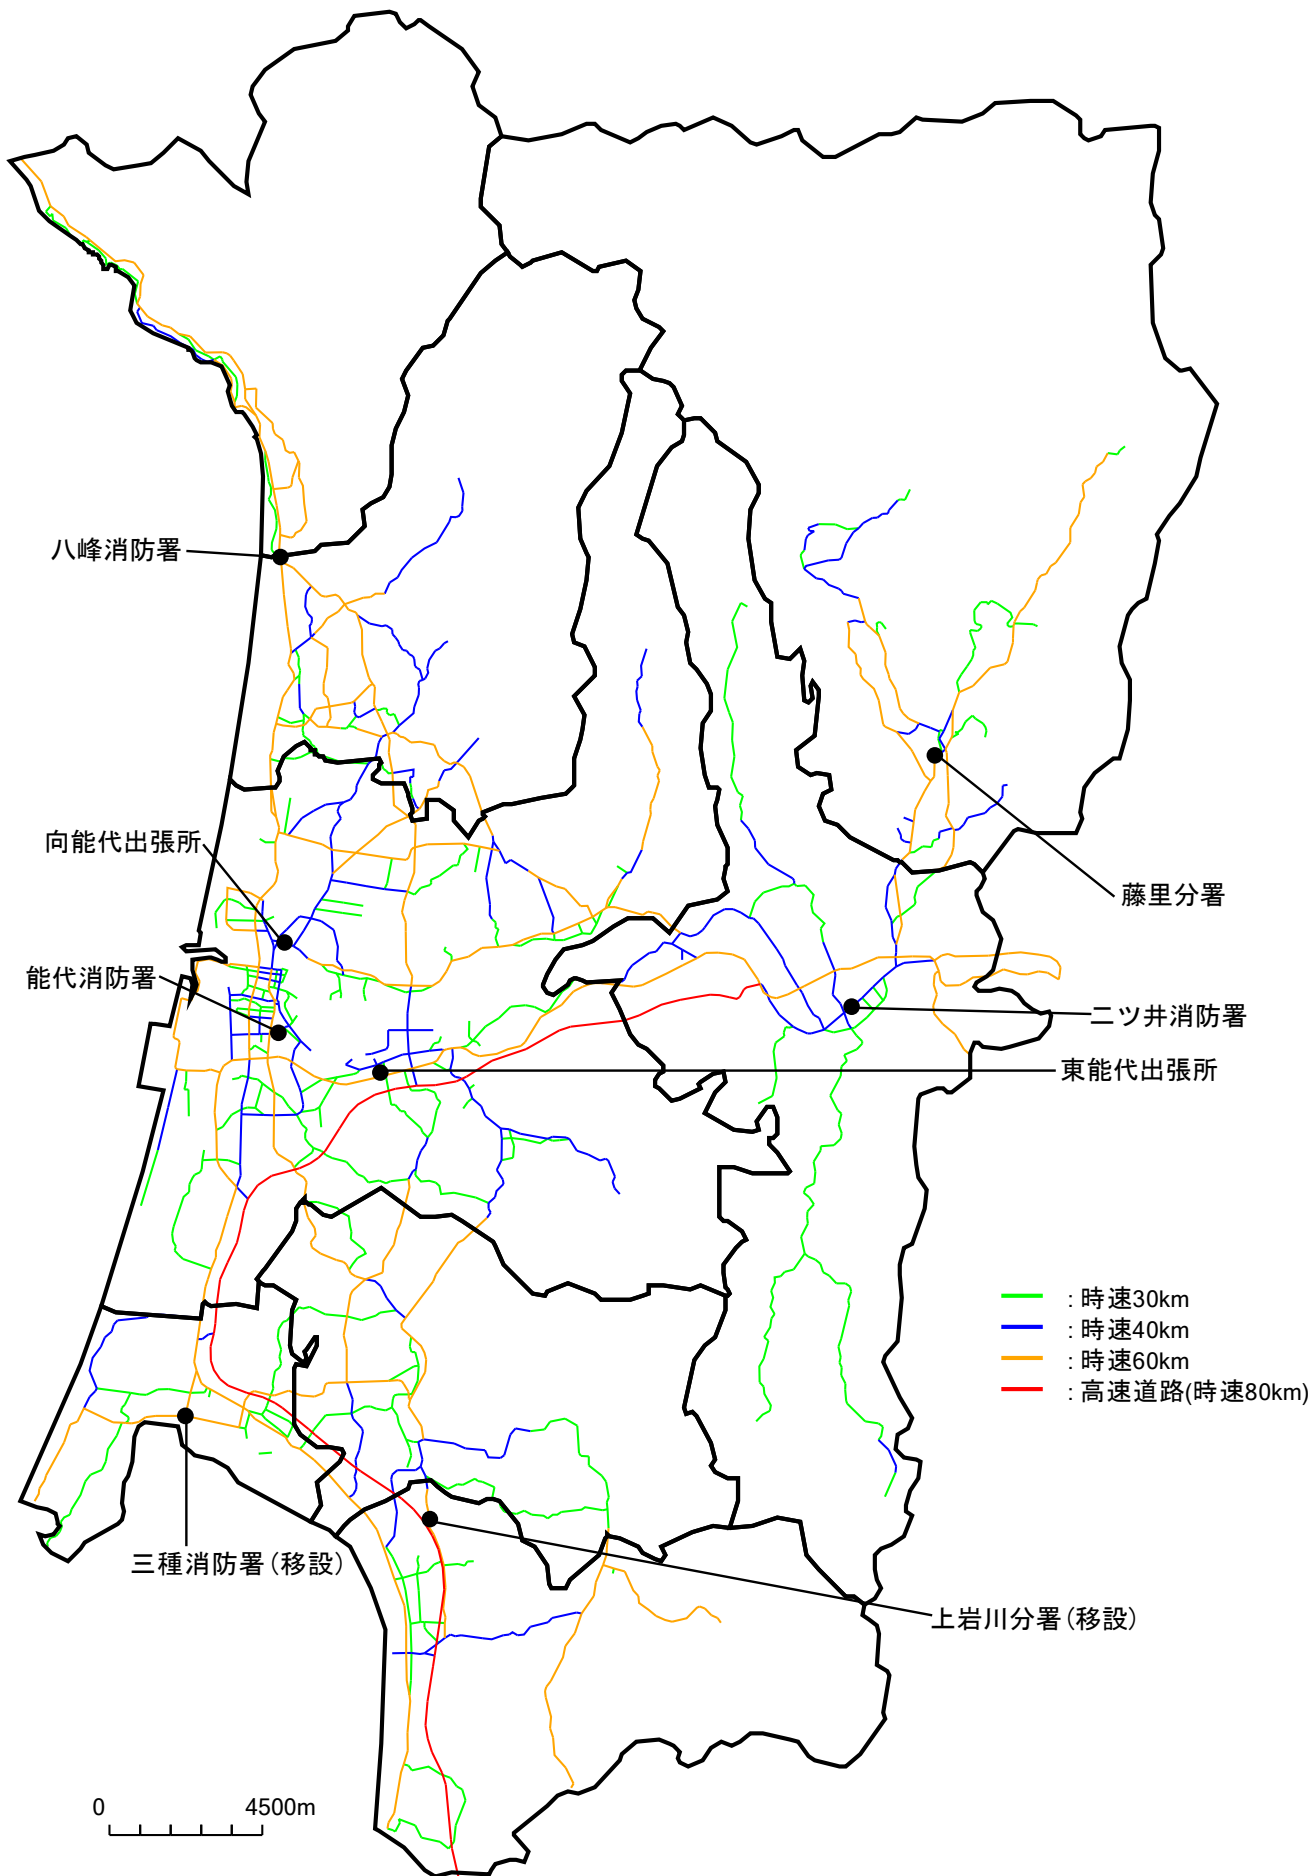 八峰消防署
向能代出張所
藤里分署
能代消防署
二ツ井消防署
東能代出張所
: 時速30km
: 時速40km
: 時速60km
: 高速道路(時速80km)
三種消防署(移設)
上岩川分署(移設)
0 4500m